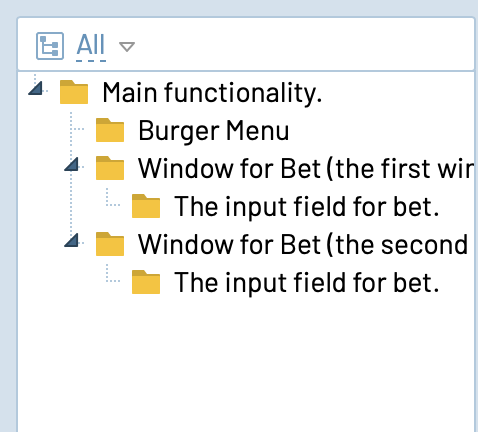 All
Main functionality.
Burger Menu
Window for Bet (the first
The input field for bet.
Window for Bet (the second
The input field for bet.